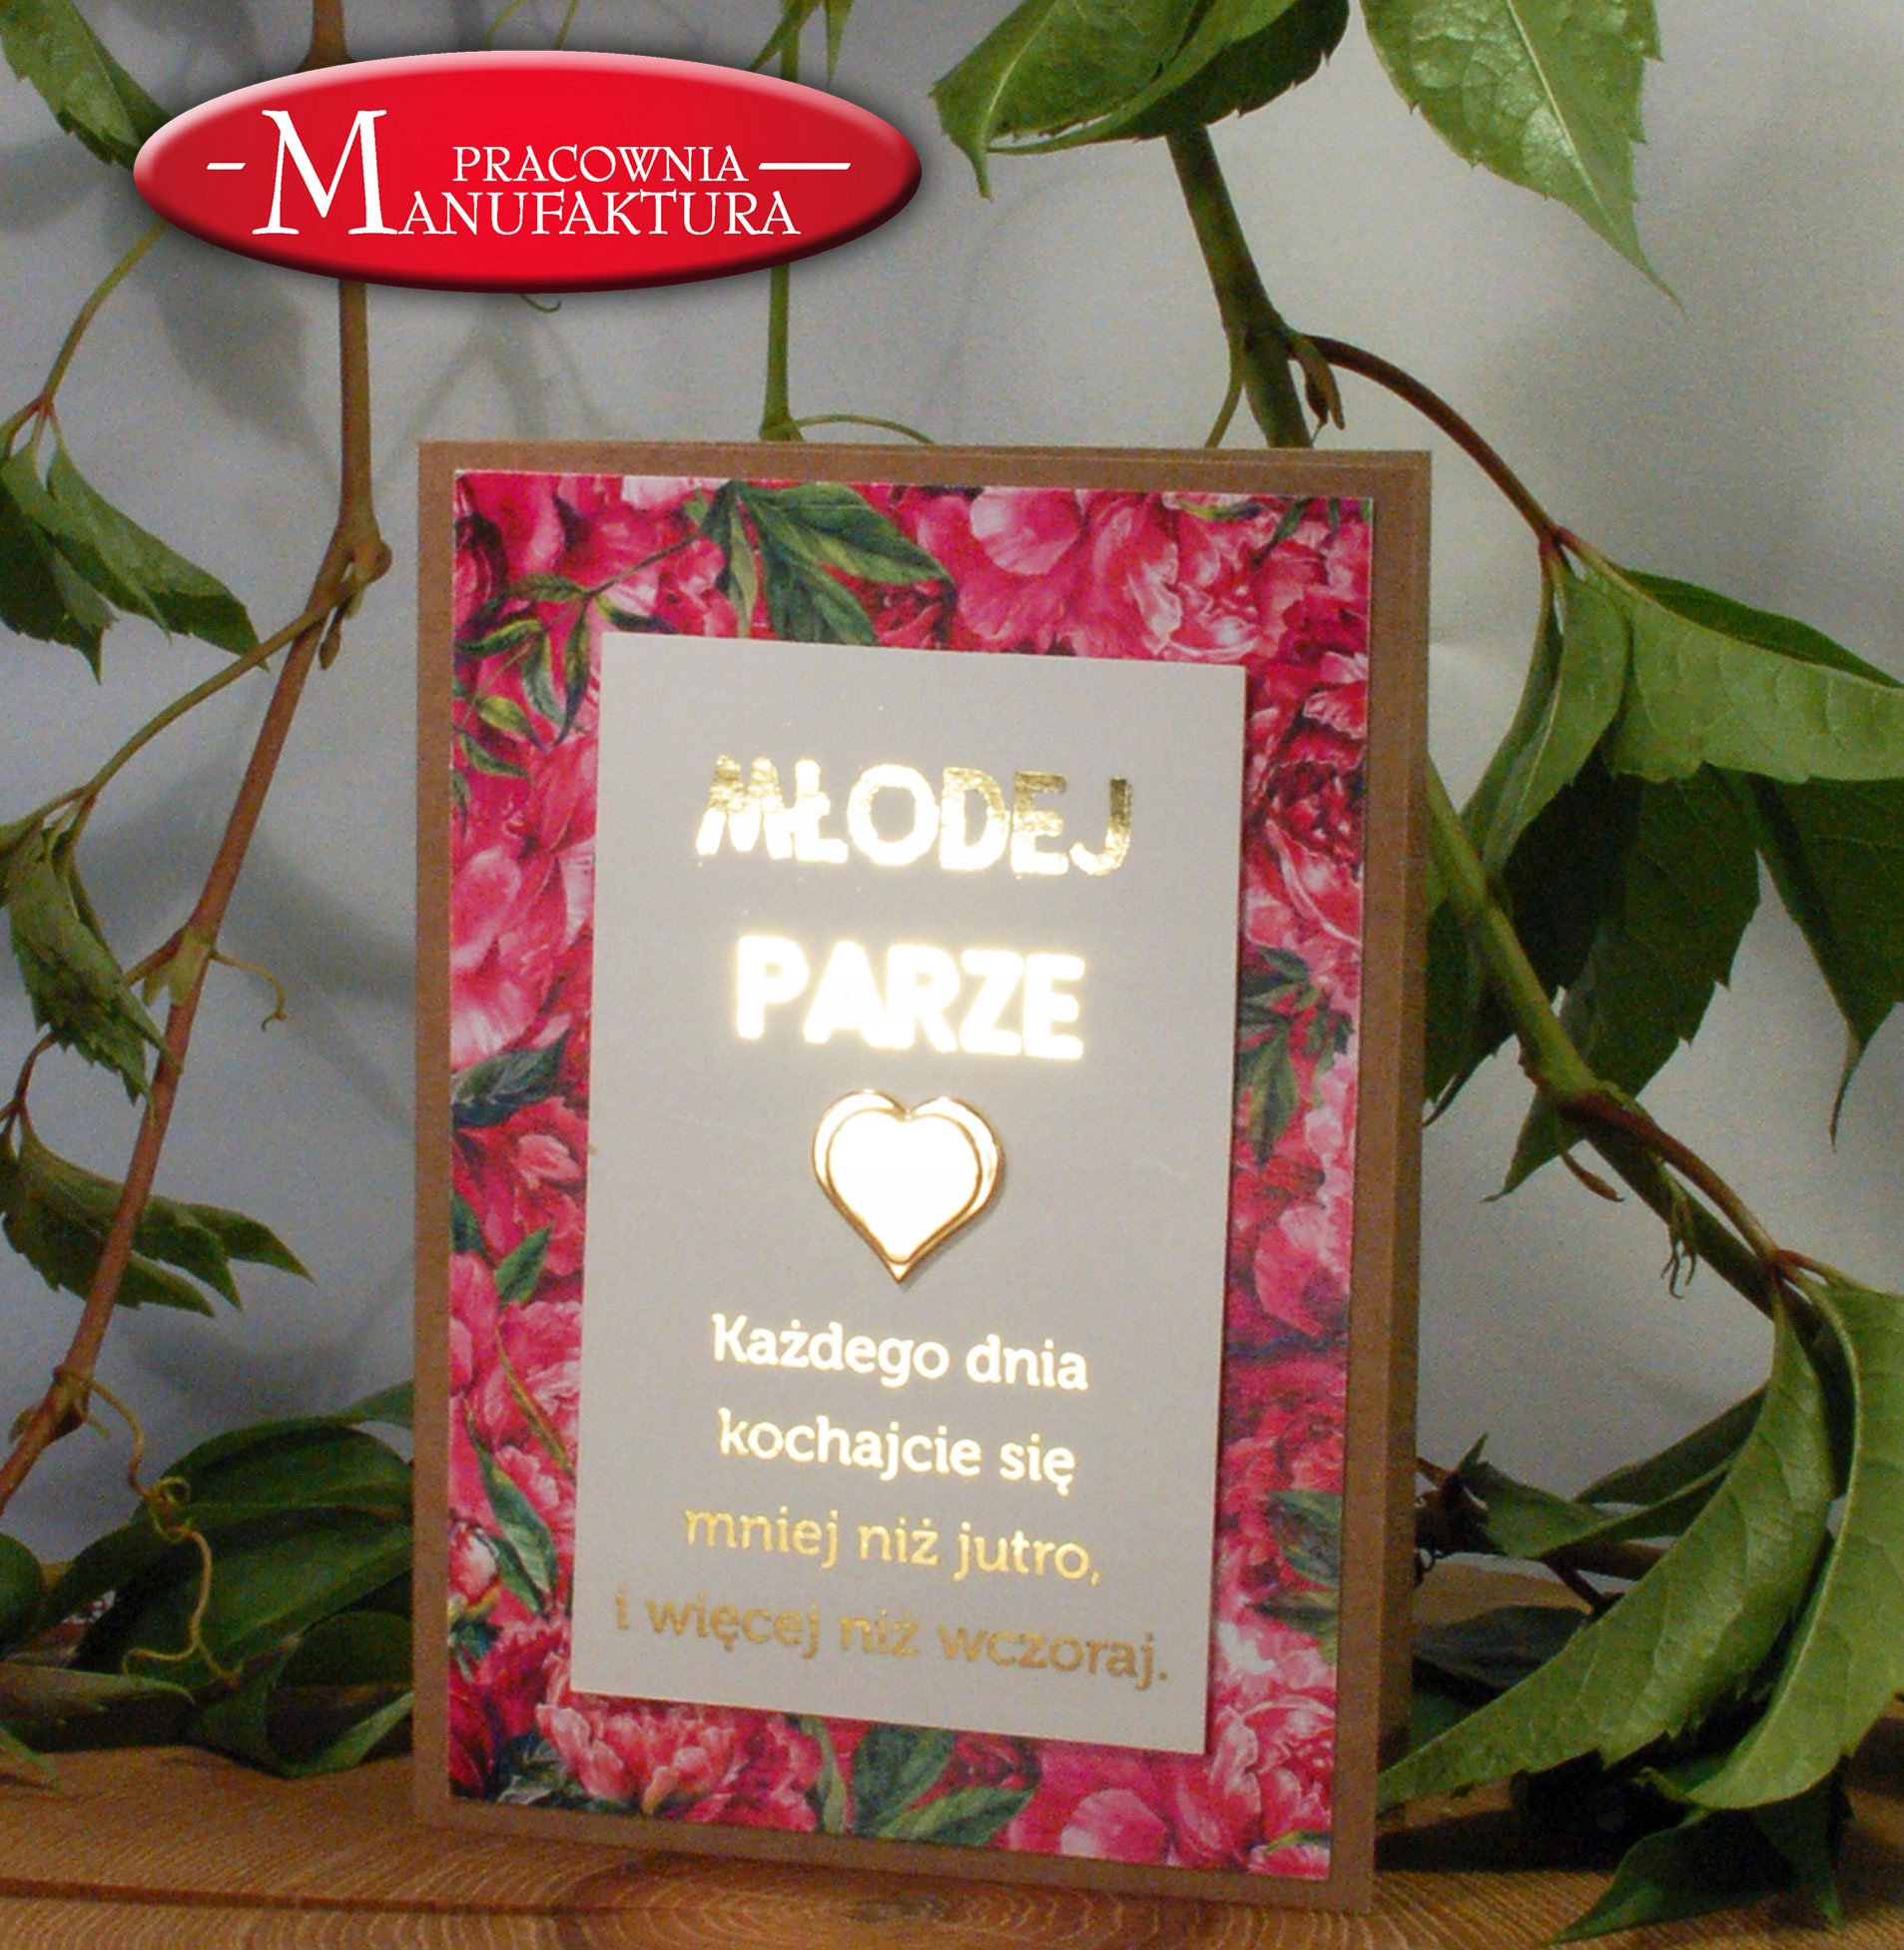 PRACOWNIA
MANUFAKTURA
MŁODEJ
PARZE
Każdego dnia
kochajcie się
mniej niż jutro,
i więcej niż wczoraj.